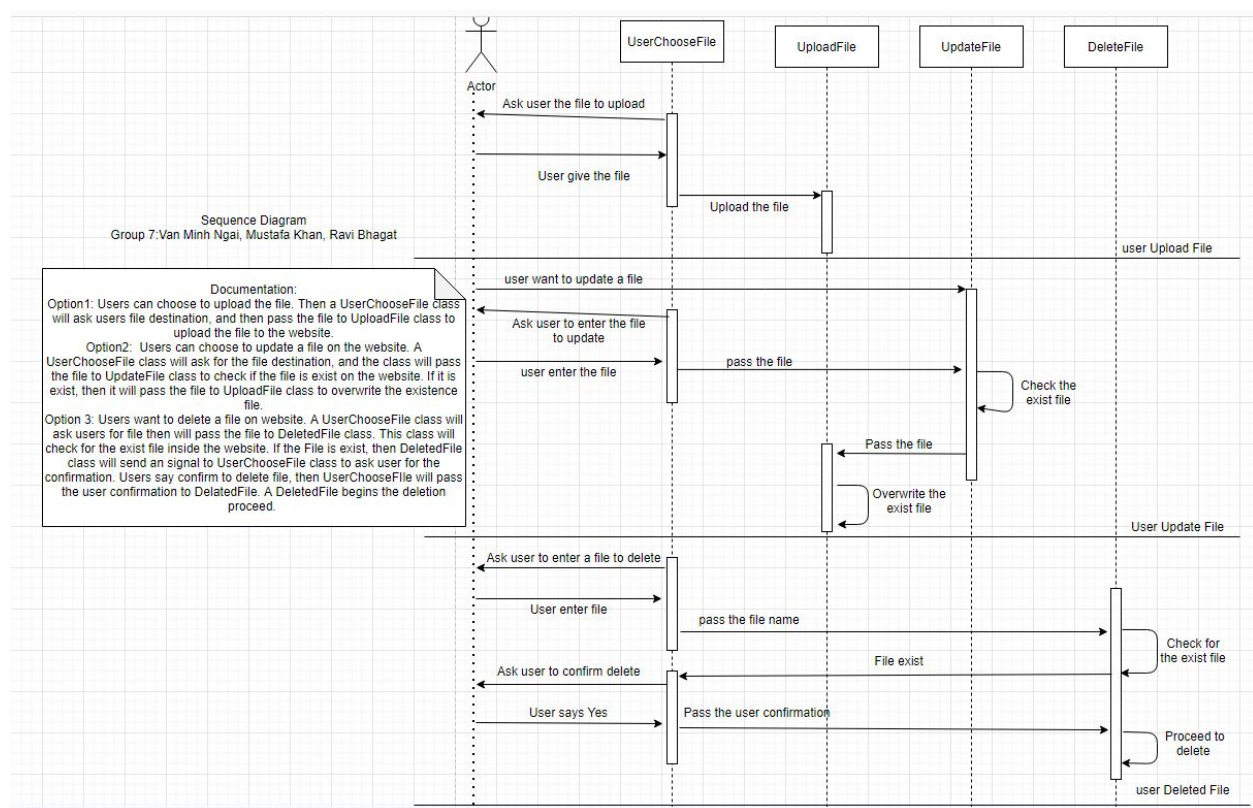 UserChooseFile
UploadFile
UpdateFile
DeleteFile
Actor
Ask user the file to upload
User give the file
Upload the file
Sequence Diagram
Group 7:Van Minh Ngai, Mustafa Khan, Ravi Bhagat
user Upload File
Documentation:
Option1: Users can choose to upload the file. Then a UserChooseFile class
will ask users file destination, and then pass the file to UploadFile class to
upload the file to the website.
Option2:  Users can choose to update a file on the website. A
UserChooseFile class will ask for the file destination, and the class will pass
the file to UpdateFile class to check if the file is exist on the website. If it is
exist, then it will pass the file to UploadFile class to overwrite the existence
file.
Option 3: Users want to delete a file on website. A UserChooseFile class will
ask users for file then will pass the file to DeletedFile class. This class will
check for the exist file inside the website. If the File is exist, then DeletedFile
class will send an signal to UserChooseFile class to ask user for the
confirmation. Users say confirm to delete file, then UserChooseFIle will pass
the user confirmation to DelatedFile. A DeletedFile begins the deletion
proceed.
user want to update a file
Ask user to enter the file
to update
user enter the file
pass the file
Check the
exist file
Pass the file
Overwrite the
exist file
User Update File
Ask user to enter a file to delete
User enter file
pass the file name
Check for
the exist file
File exist
Ask user to confirm delete
User says Yes
Pass the user confirmation
Proceed to
delete
user Deleted File